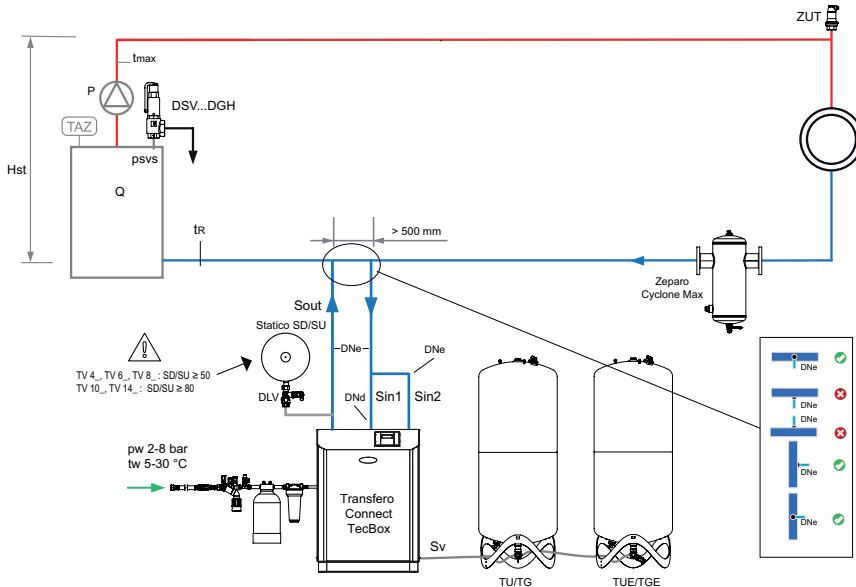 ZUT
tmax
P
DSV...DGH
TAZ
psvs
Hst
Q
tR
> 500 mm
Zeparo
Cyclone Max
Sout
Statico SD/SU
DNe
DNe
TV 4_, TV 6_, TV 8_ : SD/SU ≥ 50
TV 10_, TV 14_ : SD/SU ≥ 80
DLV
DNd
Sin1
Sin2
pw 2-8 bar
tw 5-30 °C
Transfero
Connect
TecBox
Sv
TU/TG
TUE/TGE
DNe
DNe
DNe
DNe
DNe